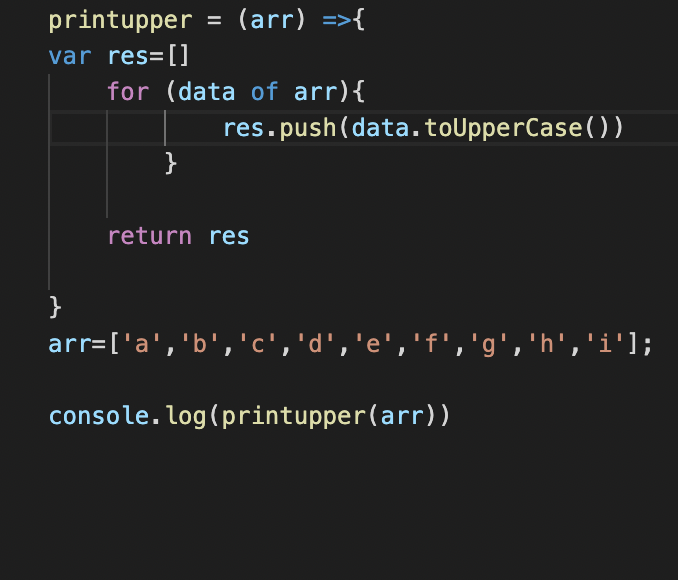 printupper = (arr) =>{
var res=[]
for (data of arr){
res.push(data.toUpperCase())
}
return res
}
arr=['a','b','c','d','e','f','g','h','i'];
console.log(printupper(arr))